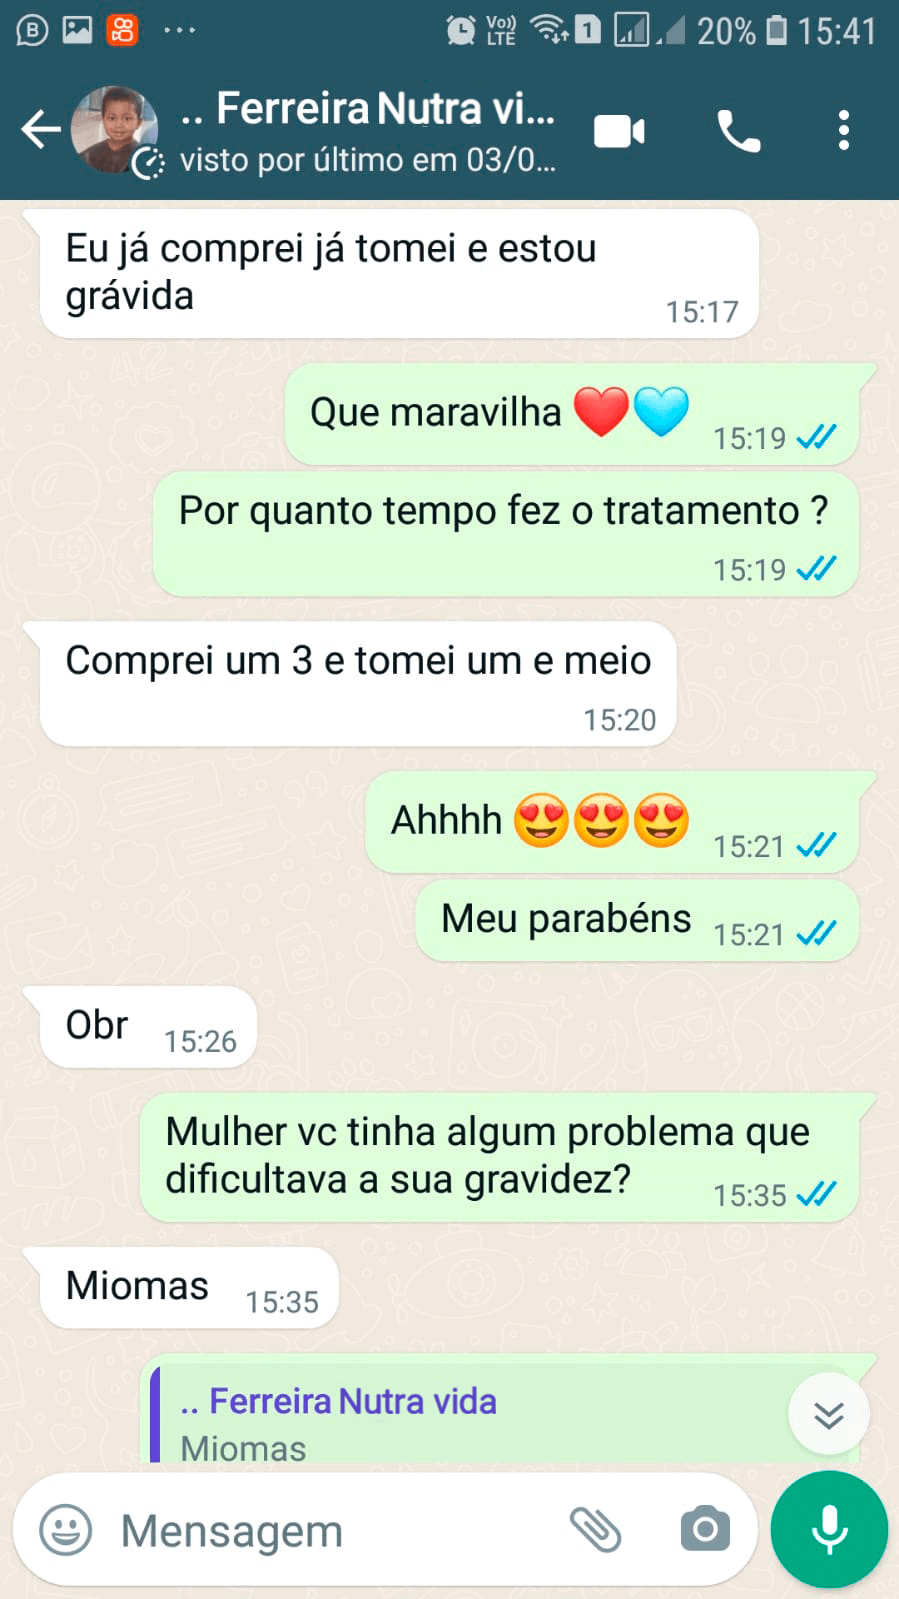 B ... Vo)) LTE 1 20% 15:41
.. Ferreira Nutra vi...
visto por último em 03/0...
Eu já comprei já tomei e estou
grávida
15:17
Que maravilha ❤️🩵
15:19
Por quanto tempo fez o tratamento ?
15:19
Comprei um 3 e tomei um e meio
15:20
Ahhhh 😍😍😍
15:21
Meu parabéns
15:21
Obr
15:26
Mulher vc tinha algum problema que
dificultava a sua gravidez?
15:35
Miomas
15:35
.. Ferreira Nutra vida
Miomas
Mensagem